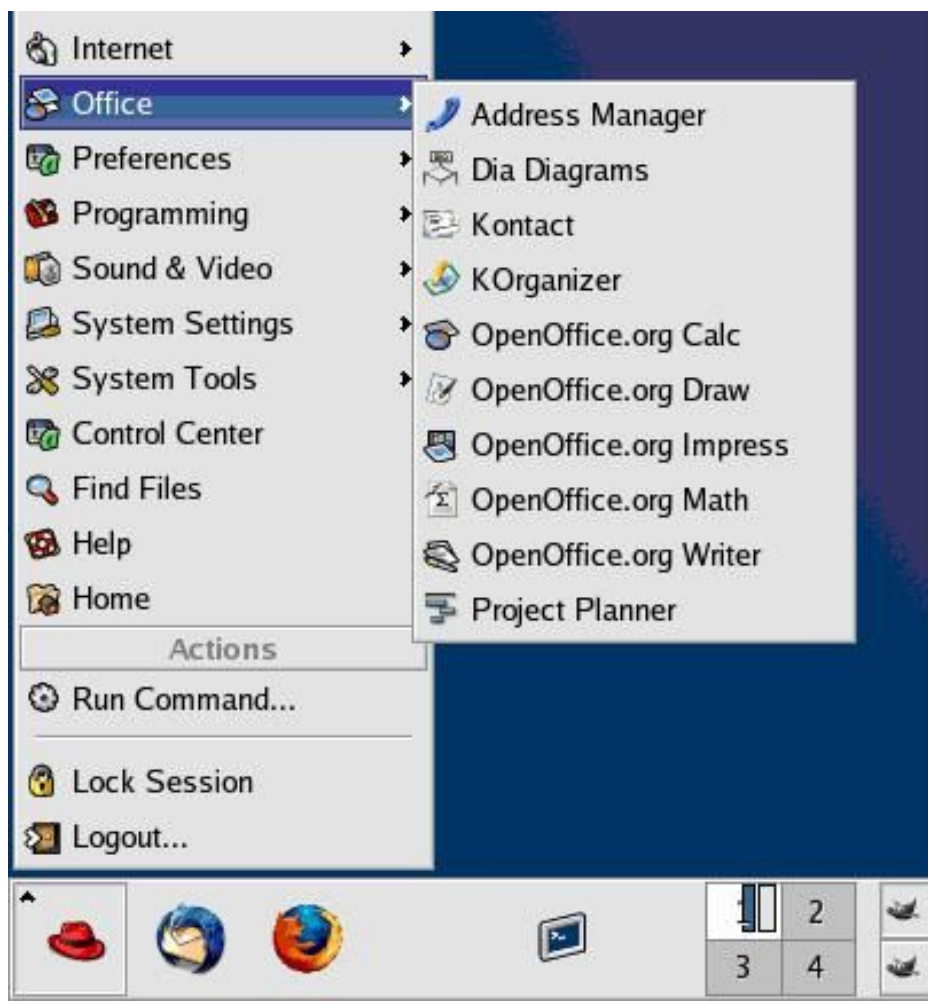 Internet
Office
Preferences
Programming
Sound & Video
System Settings
System Tools
Control Center
Find Files
Help
Home
Actions
Run Command...
Lock Session
Logout...
Address Manager
Dia Diagrams
Kontact
KOrganizer
OpenOffice.org Calc
OpenOffice.org Draw
OpenOffice.org Impress
OpenOffice.org Math
OpenOffice.org Writer
Project Planner
1 2
3 4